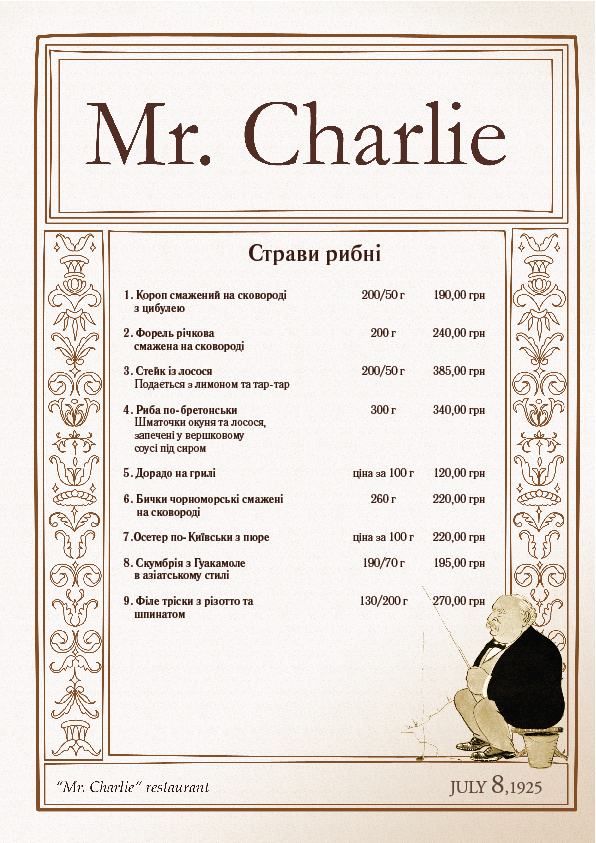 Mr. Charlie
Страви рибні
1. Короп смажений на сковороді 200/50 г 190,00 грн
з цибулею
2. Форель річкова 200 г 240,00 грн
смажена на сковороді
3. Стейк із лосося 200/50 г 385,00 грн
Подається з лимоном та тар-тар
4. Риба по-бретонськи 300 г 340,00 грн
Шматочки окуня та лосося,
запечені у вершковому
соусі під сиром
5. Дорадо на грилі ціна за 100 г 120,00 грн
6. Бички чорноморські смажені 260 г 220,00 грн
на сковороді
7.Осетер по-Київськи з пюре ціна за 100 г 220,00 грн
8. Скумбрія з Гуакамоле 190/70 г 195,00 грн
в азіатському стилі
9. Філе тріски з різотто та 130/200 г 270,00 грн
шпинатом
"Mr. Charlie" restaurant JULY 8,1925